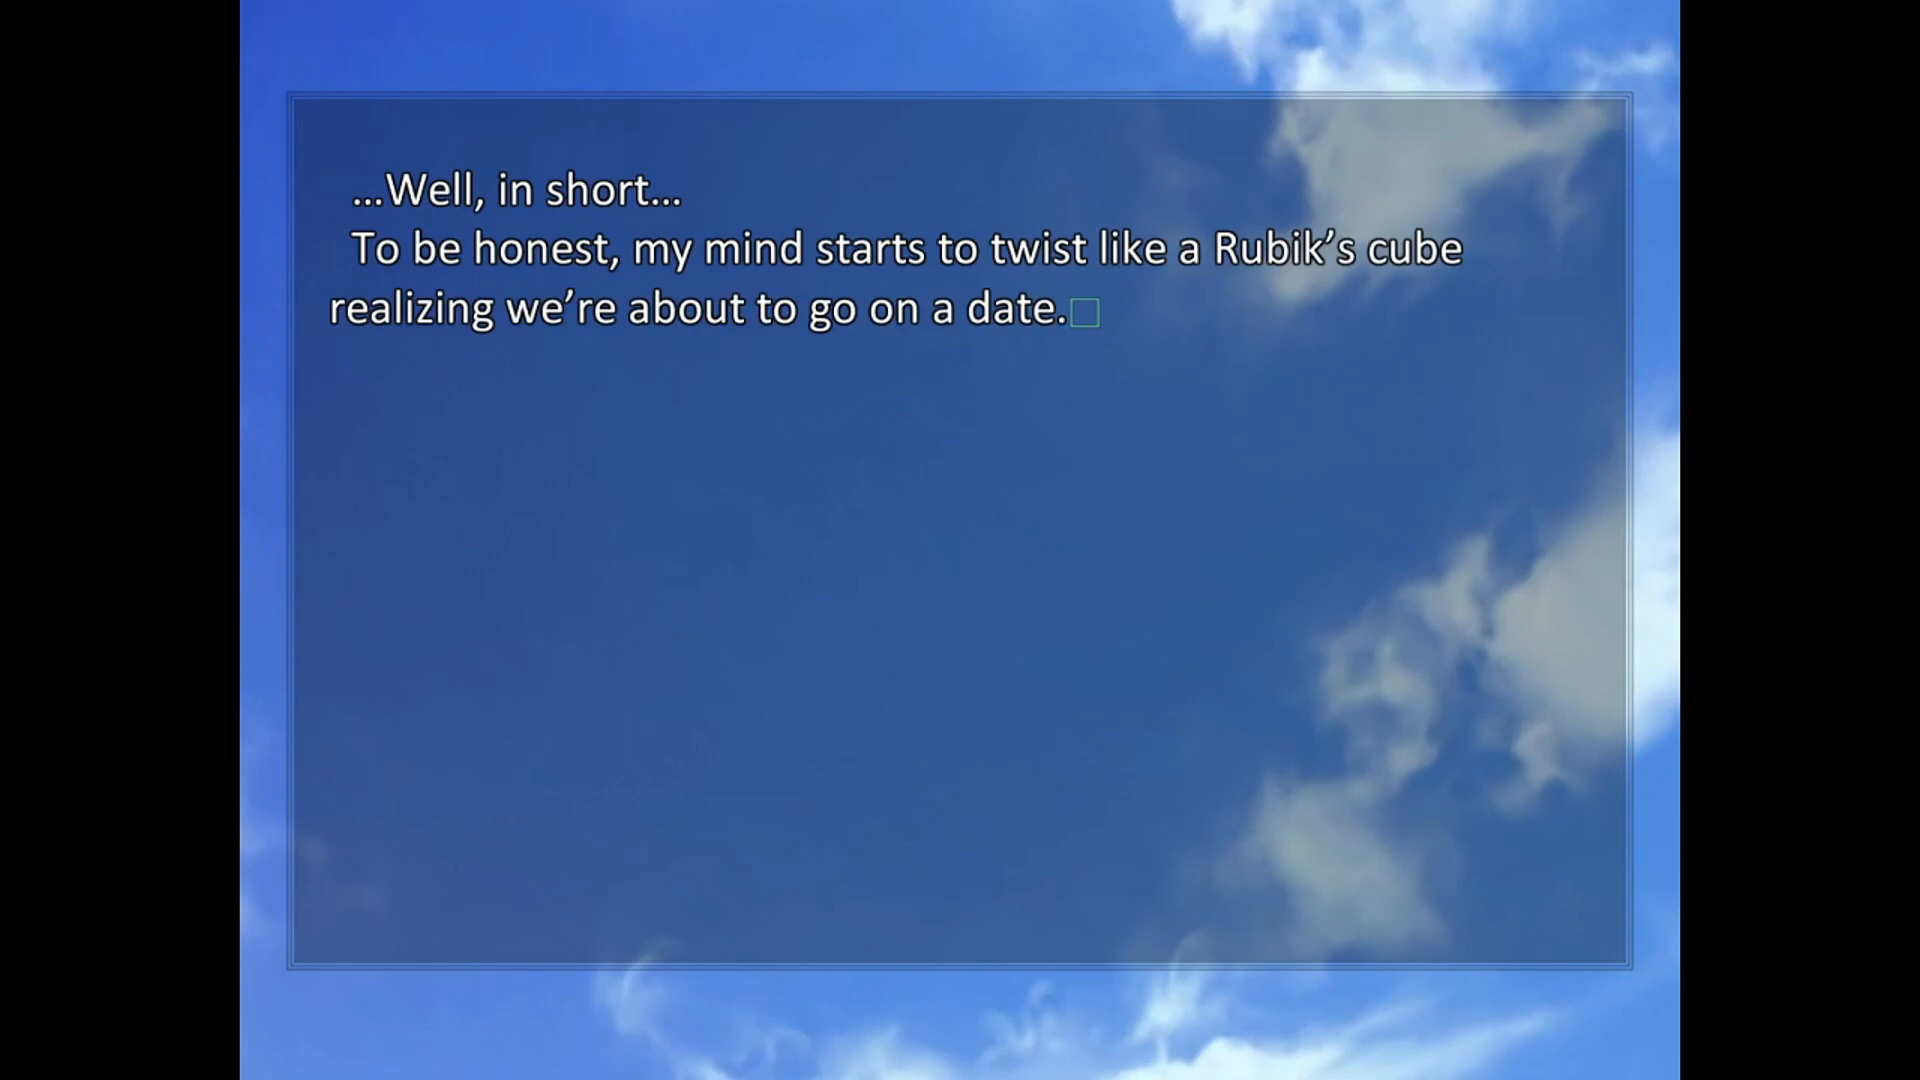 …Well, in short…
To be honest, my mind starts to twist like a Rubik’s cube
realizing we’re about to go on a date.